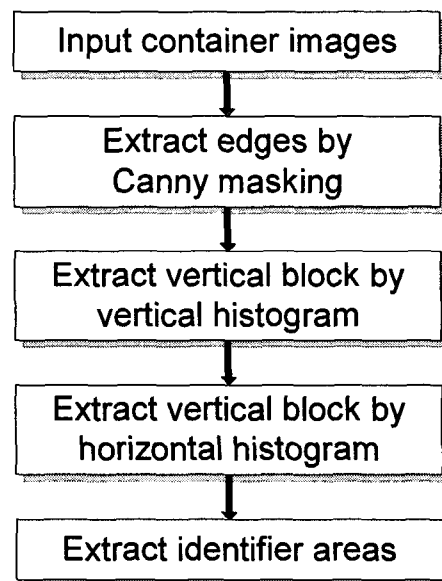 Input container images
Extract edges by
Canny masking
Extract vertical block by
vertical histogram
Extract vertical block by
horizontal histogram
Extract identifier areas